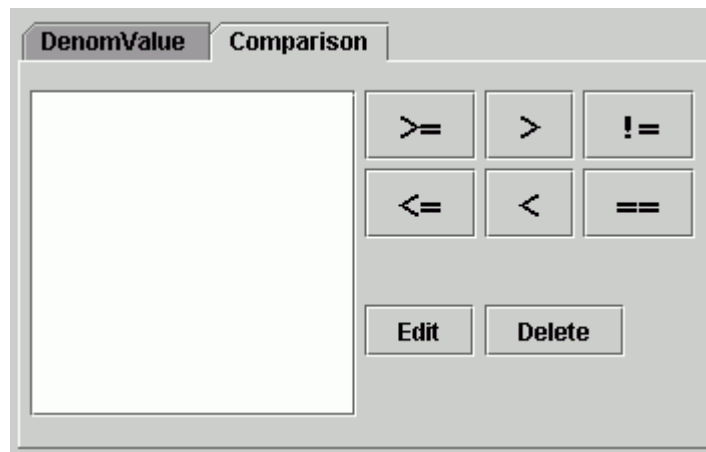 DenomValue Comparison
>= > !=
<= < ==
Edit Delete